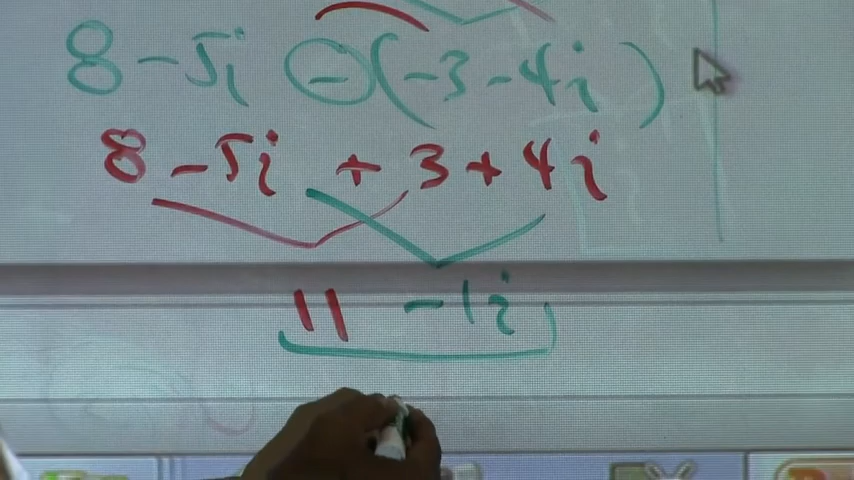 8 - 5i - (-3 - 4i)
8 - 5i + 3 + 4i
11 - 1i